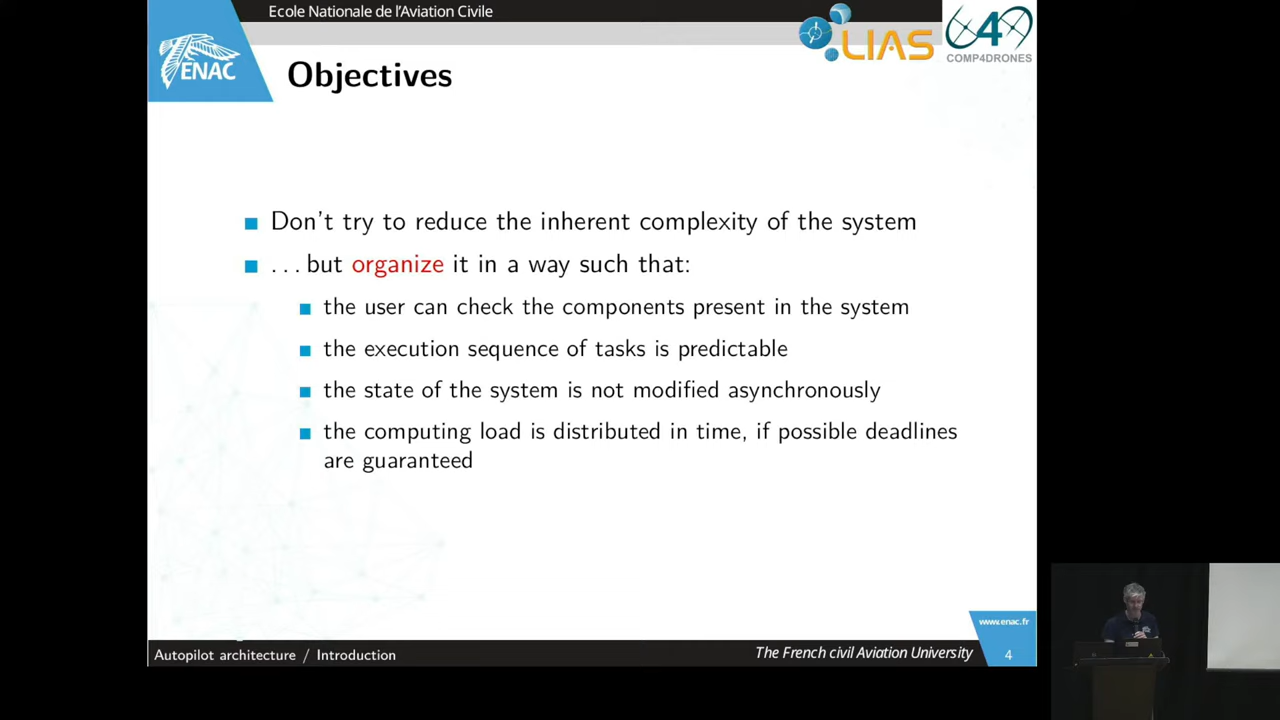 Ecole Nationale de l'Aviation Civile
ENAC
LIAS
4
COMP4DRONES
Objectives
Don't try to reduce the inherent complexity of the system
...but organize it in a way such that:
the user can check the components present in the system
the execution sequence of tasks is predictable
the state of the system is not modified asynchronously
the computing load is distributed in time, if possible deadlines
are guaranteed
www.enac.fr
Autopilot architecture / Introduction
The French civil Aviation University
4